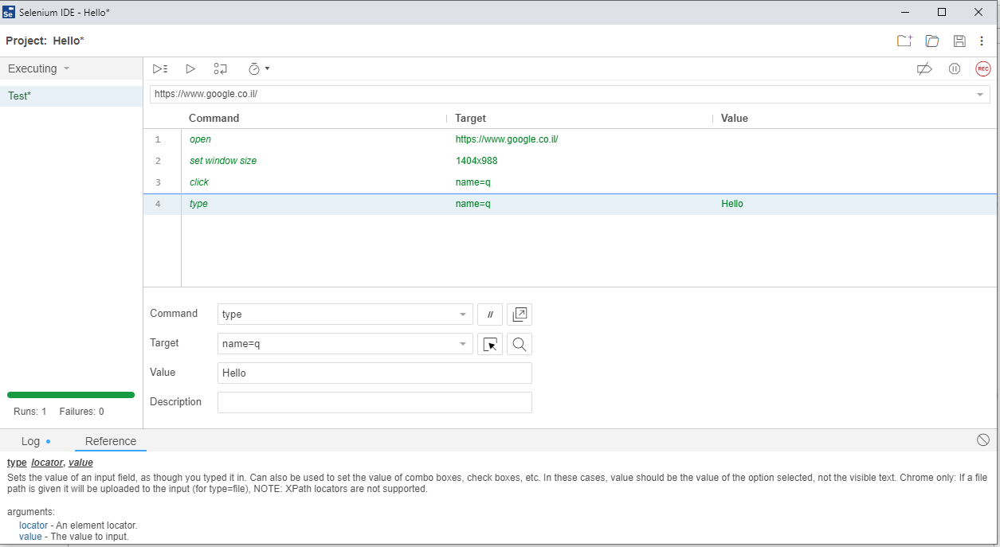 Se Selenium IDE - Hello*
Project: Hello*
Executing
REC
Test*
https://www.google.co.il/
Command Target Value
1 open https://www.google.co.il/
2 set window size 1404x988
3 click name=q
4 type name=q Hello
Command type //
Target name=q
Value Hello
Description
Runs: 1 Failures: 0
Log Reference
type locator, value
Sets the value of an input field, as though you typed it in. Can also be used to set the value of combo boxes, check boxes, etc. In these cases, value should be the value of the option selected, not the visible text. Chrome only: If a file
path is given it will be uploaded to the input (for type=file), NOTE: XPath locators are not supported.
arguments:
locator - An element locator.
value - The value to input.